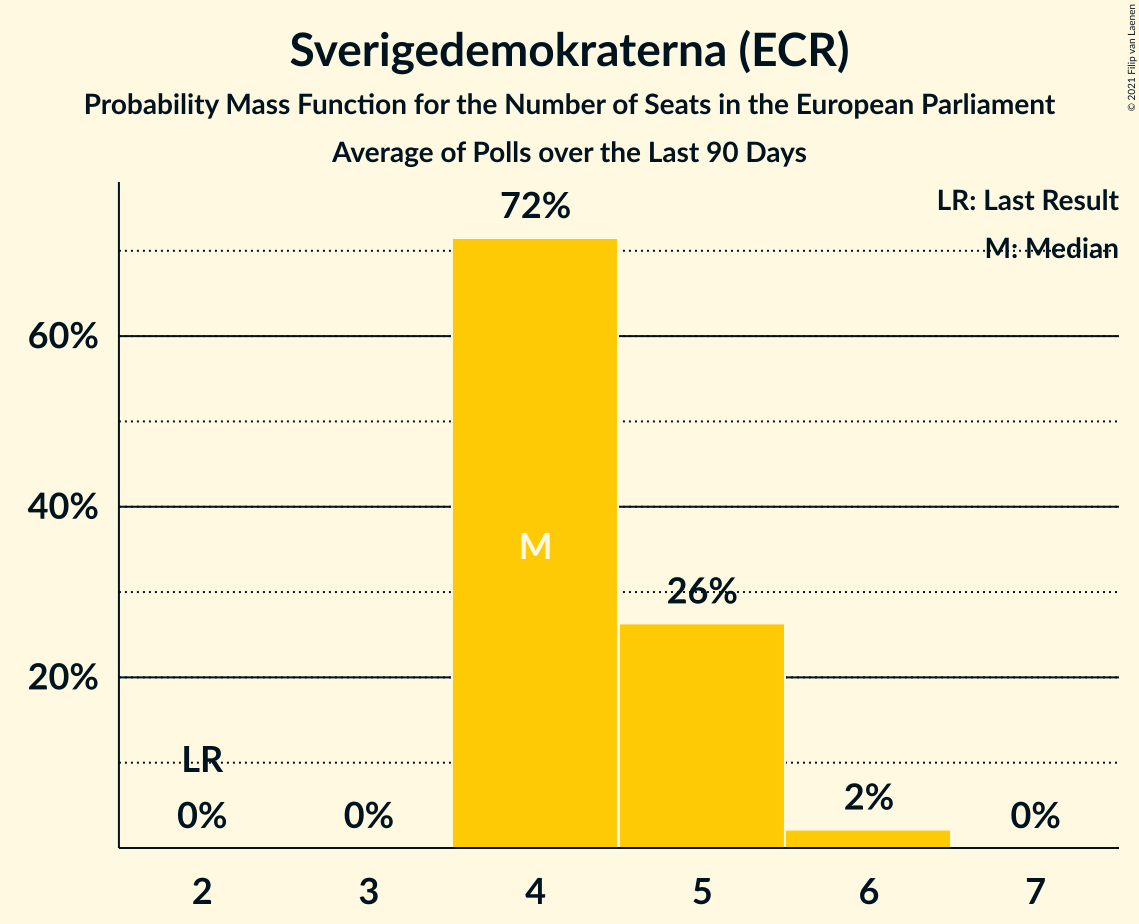 Sverigedemokraterna (ECR)
Probability Mass Function for the Number of Seats in the European Parliament
Average of Polls over the Last 90 Days
© 2021 Filip van Laenen
LR: Last Result
M: Median
72%
60%
40%
M
26%
20%
LR
0%
0%
2%
0%
2
3
4
5
6
7